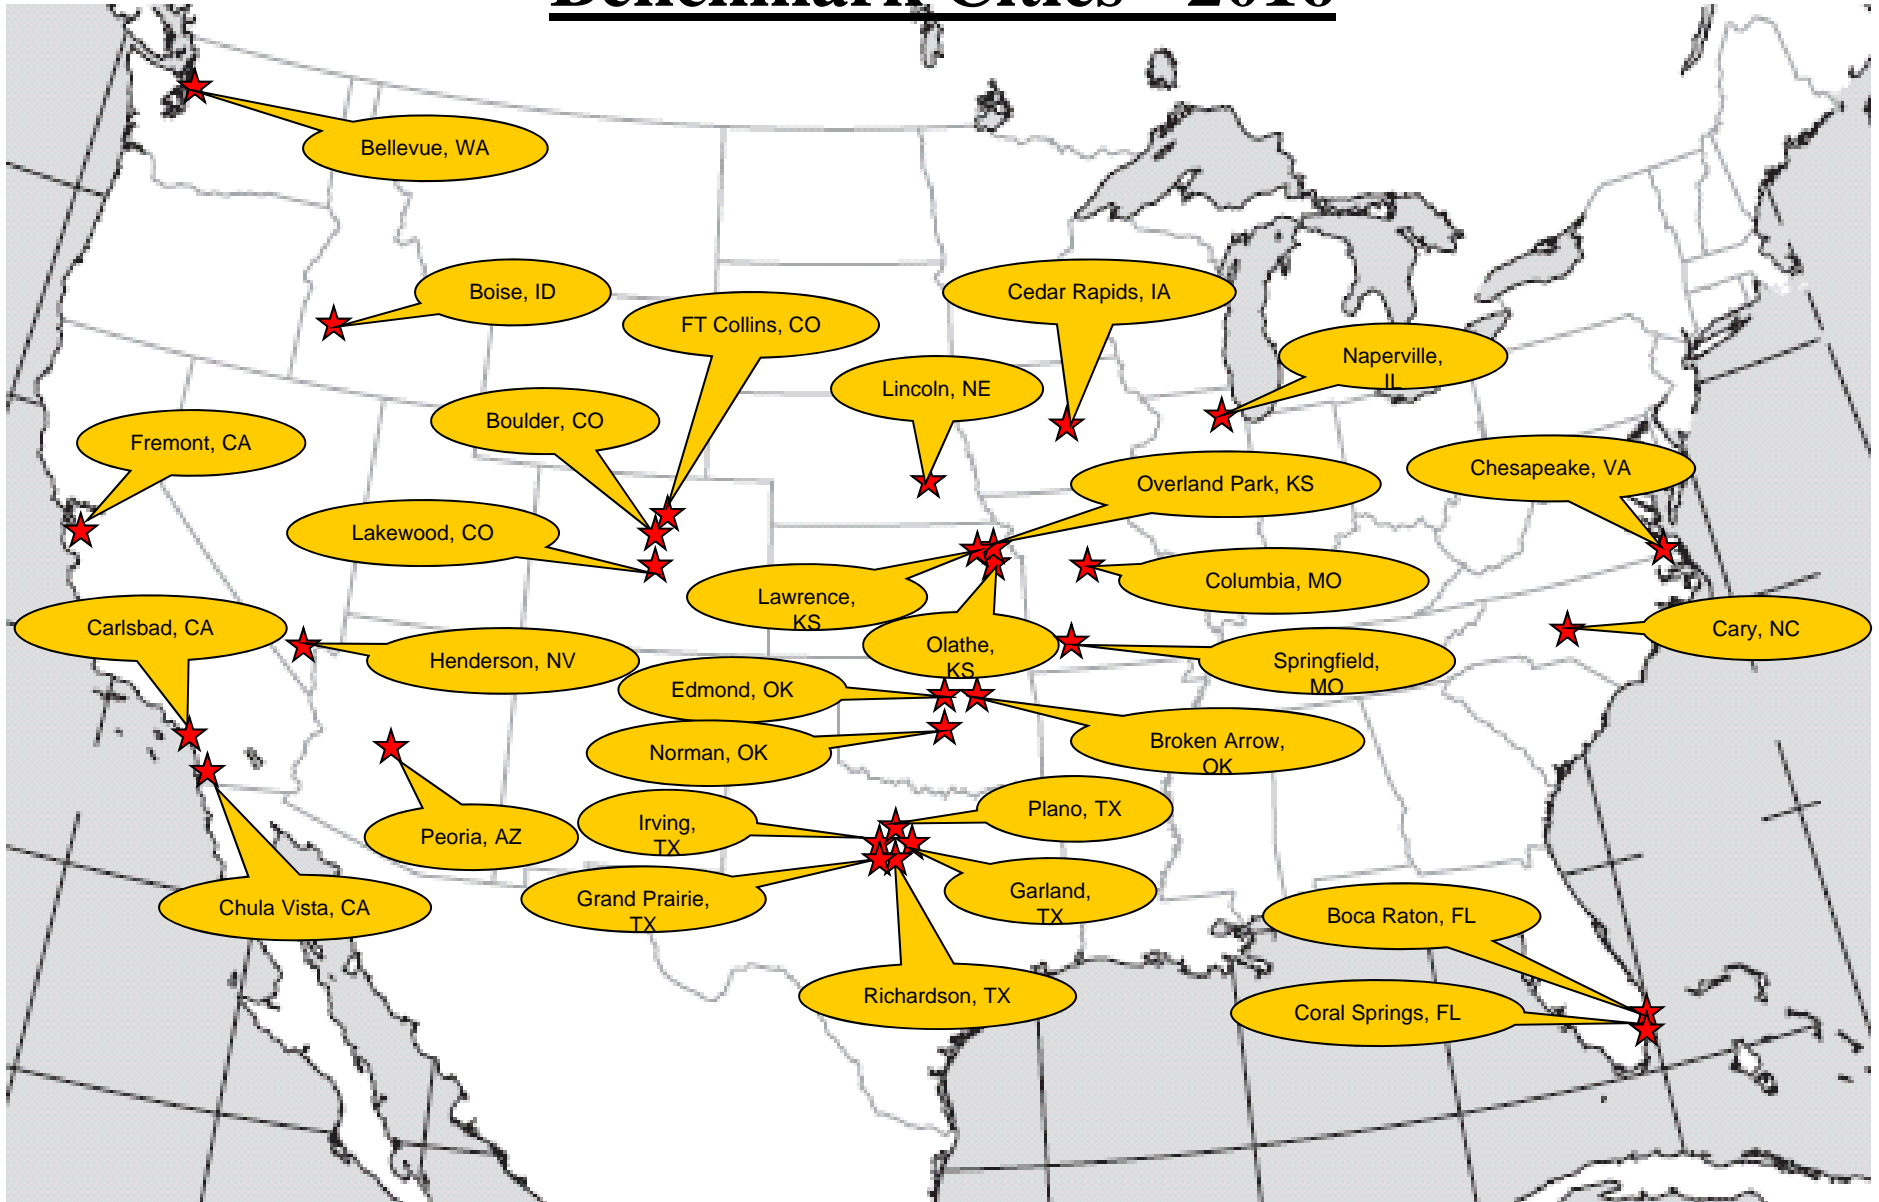 Benchmark Cities - 2016
Bellevue, WA
Boise, ID
Cedar Rapids, IA
FT Collins, CO
Naperville,
IL
Lincoln, NE
Boulder, CO
Fremont, CA
Chesapeake, VA
Overland Park, KS
Lakewood, CO
Columbia, MO
Lawrence,
KS
Carlsbad, CA
Cary, NC
Olathe,
KS
Henderson, NV
Springfield,
MO
Edmond, OK
Broken Arrow,
OK
Norman, OK
Plano, TX
Irving,
TX
Peoria, AZ
Garland,
TX
Grand Prairie,
TX
Chula Vista, CA
Boca Raton, FL
Richardson, TX
Coral Springs, FL